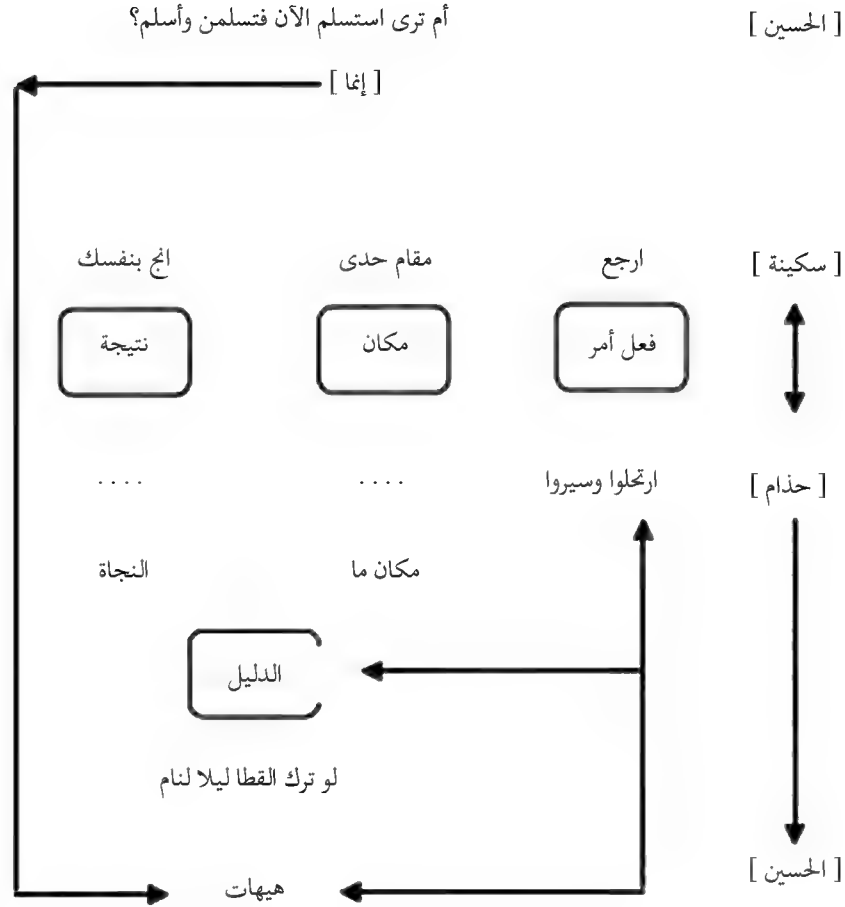 [ الحسين ] أم ترى استسلم الآن فتسلمن وأسلم؟
[ إنما ]
[ سكينة ] ارجع مقام حدى انج بنفسك
فعل أمر مكان نتيجة
[ حذام ] ارتحلوا وسيروا .... ....
مكان ما النجاة
الدليل
لو ترك القطا ليلا لنام
[ الحسين ]
هيهات